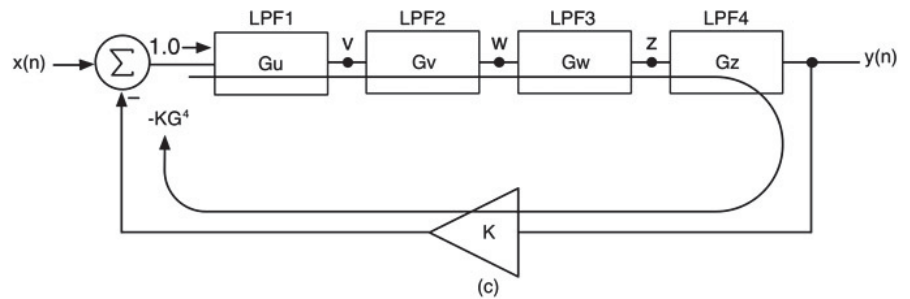 LPF1 LPF2 LPF3 LPF4
x(n) Σ 1.0 Gu v Gv w Gw z Gz y(n)
−
-KG⁴
K
(c)